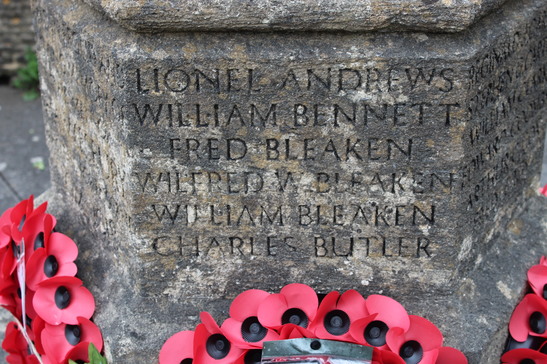 LIONEL ANDREWS
WILLIAM BENNETT
FRED BLEAKEN
WILFRED W. BLEAKEN
WILLIAM BLEAKEN
CHARLES BUTLER